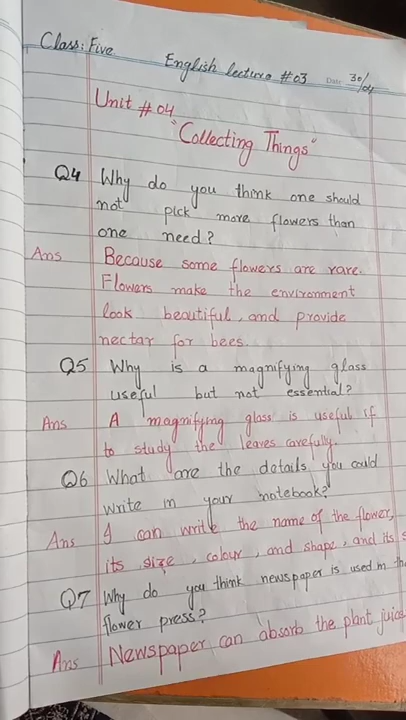 Class: Five English lecture #03 Date: 30/04
Unit # 04
"Collecting Things"
Q4 Why do you think one should
not pick more flowers than
one need?
Ans Because some flowers are rare.
Flowers make the environment
look beautiful, and provide
nectar for bees.
Q5 Why is a magnifying glass
useful but not essential?
Ans A magnifying glass is useful if
to study the leaves carefully.
Q6 What are the details you could
write in your notebook?
Ans I can write the name of the flower,
its size, colour, and shape, and its
Q7 Why do you think newspaper is used in
flower press?
Ans Newspaper can absorb the plant juice